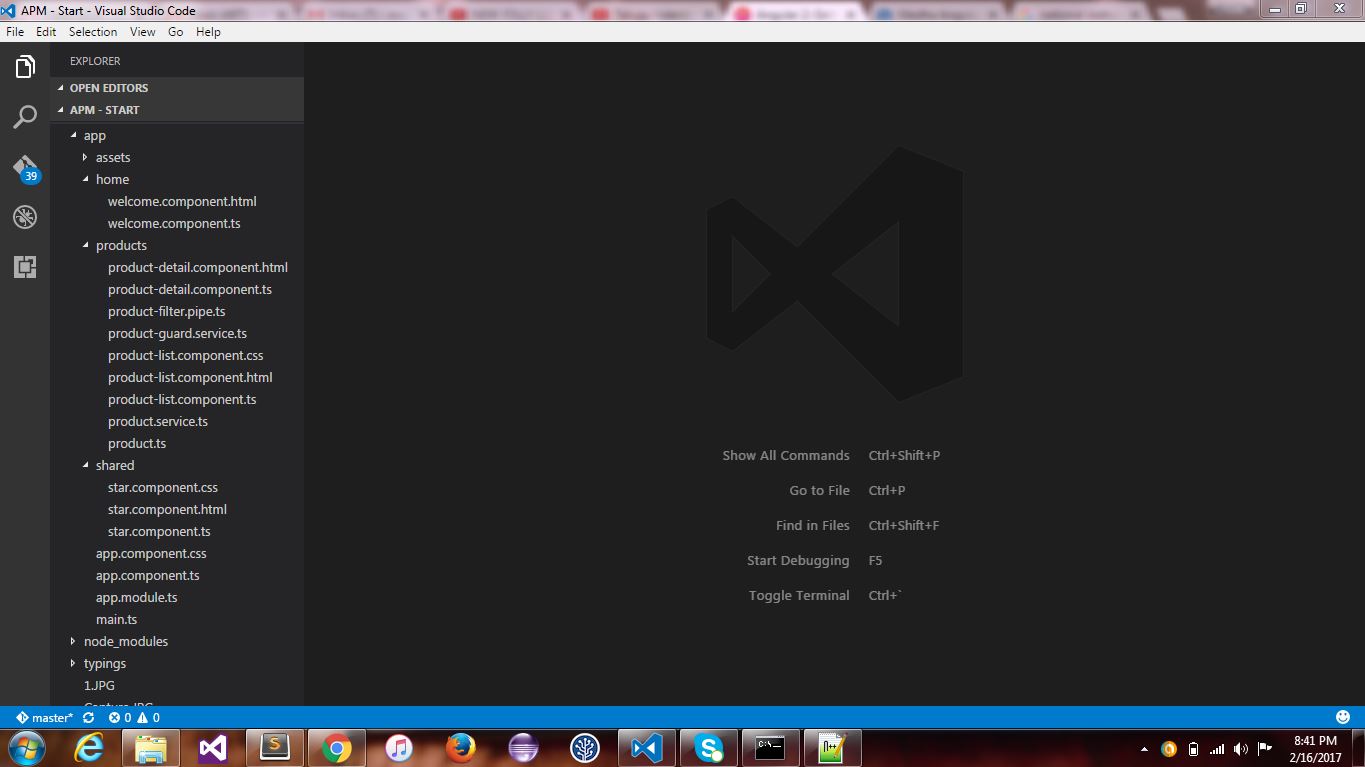 APM - Start - Visual Studio Code
File Edit Selection View Go Help
EXPLORER
OPEN EDITORS
APM - START
app
assets
home
welcome.component.html
welcome.component.ts
products
product-detail.component.html
product-detail.component.ts
product-filter.pipe.ts
product-guard.service.ts
product-list.component.css
product-list.component.html
product-list.component.ts
product.service.ts
product.ts
shared
star.component.css
star.component.html
star.component.ts
app.component.css
app.component.ts
app.module.ts
main.ts
node_modules
typings
1.JPG
39
Show All Commands Ctrl+Shift+P
Go to File Ctrl+P
Find in Files Ctrl+Shift+F
Start Debugging F5
Toggle Terminal Ctrl+`
master* 0 0
8:41 PM
2/16/2017